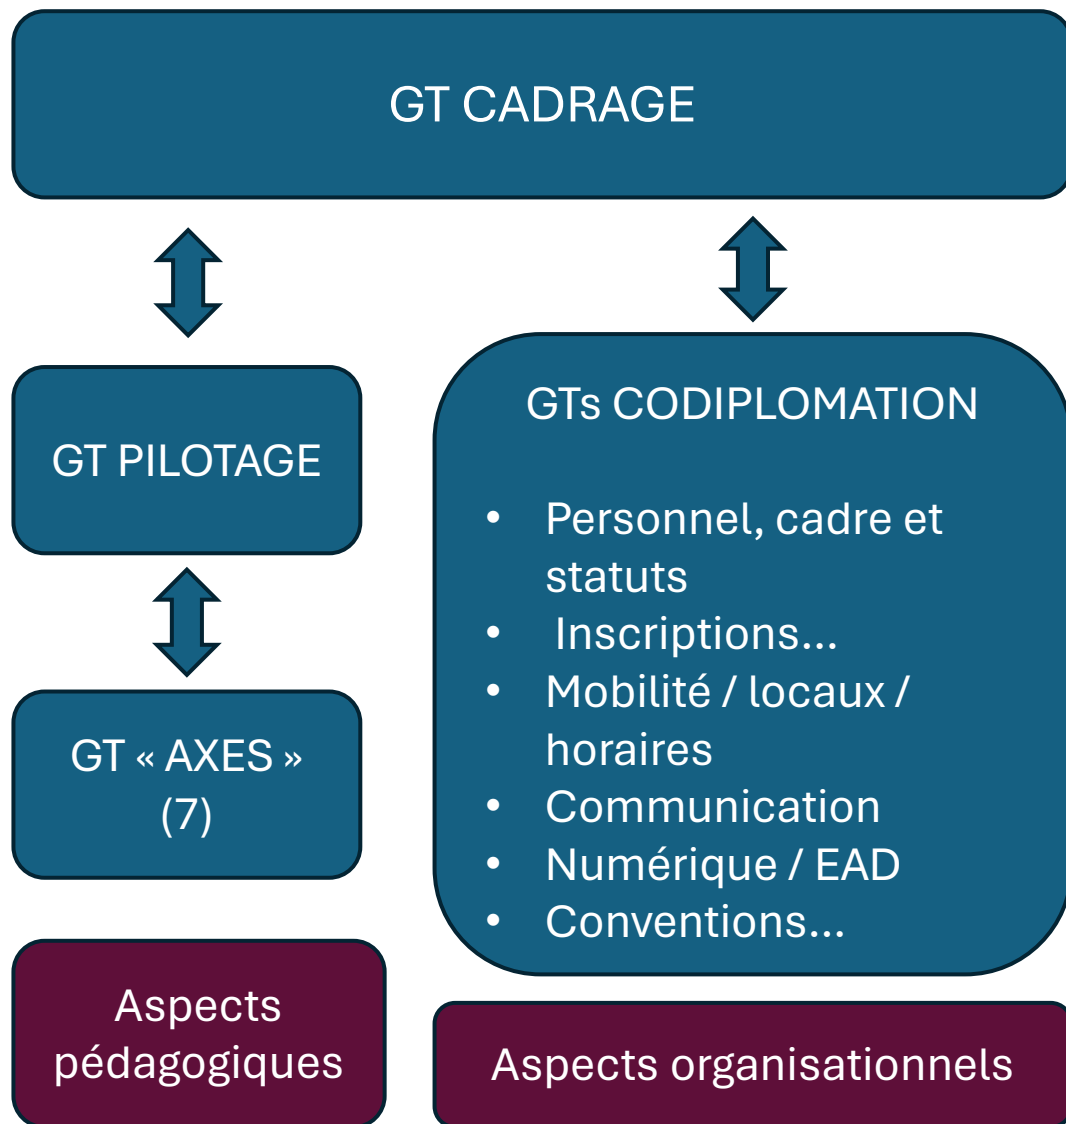 GT CADRAGE
GT PILOTAGE
GT « AXES »
(7)
Aspects
pédagogiques
GTs CODIPLOMATION
• Personnel, cadre et
statuts
• Inscriptions...
• Mobilité / locaux /
horaires
• Communication
• Numérique / EAD
• Conventions...
Aspects organisationnels